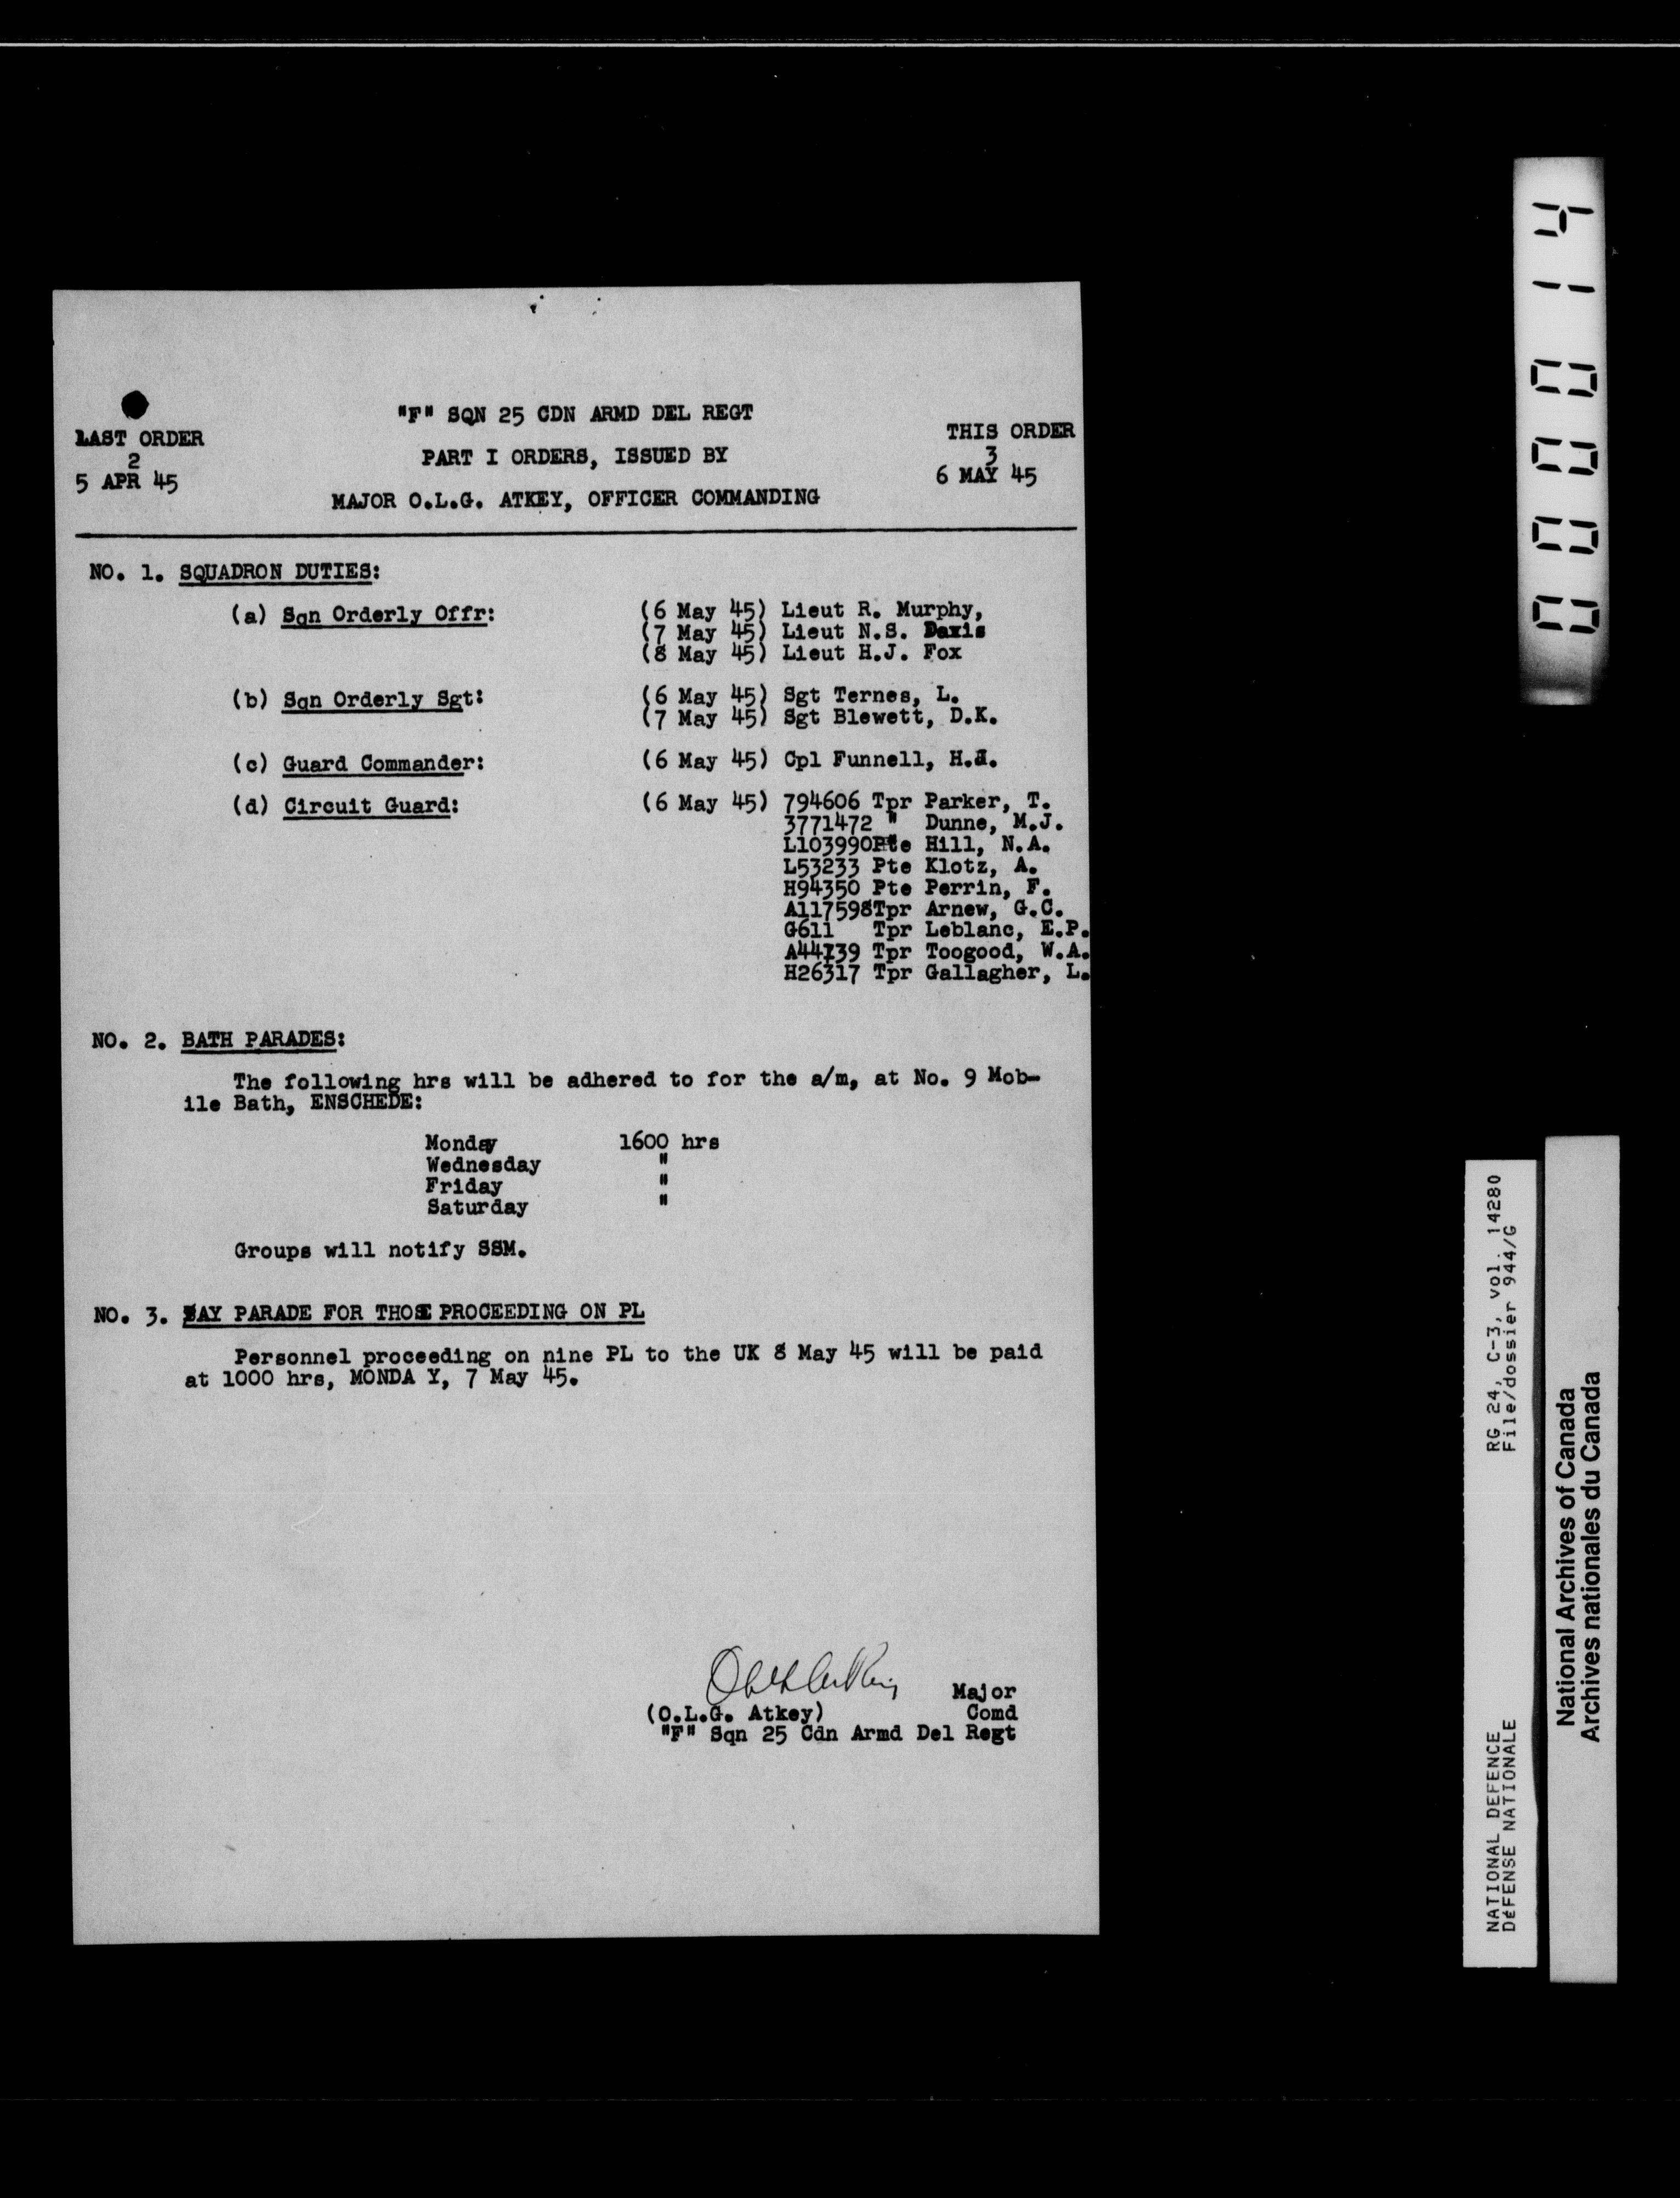 "F" SQN 25 CDN ARMD DEL REGT
LAST ORDER
2
5 APR 45
PART I ORDERS, ISSUED BY
MAJOR O.L.G. ATKEY, OFFICER COMMANDING
THIS ORDER
3
6 MAY 45
NO. 1. SQUADRON DUTIES:
(a) Sqn Orderly Offr: (6 May 45) Lieut R. Murphy,
(7 May 45) Lieut N.S. Davis
(8 May 45) Lieut H.J. Fox
(b) Sqn Orderly Sgt: (6 May 45) Sgt Ternes, L.
(7 May 45) Sgt Blewett, D.K.
(c) Guard Commander: (6 May 45) Cpl Funnell,
(d) Circuit Guard: (6 May 45) 794606 Tpr Parker, T.
3771472 " Dunne, M.J.
L103990Pte Hill, N.A.
L53233 Pte Klotz, A.
H94350 Pte Perrin, F.
A117598Tpr Arnew, G.C.
G611 Tpr Leblanc, E.P.
A44739 Tpr Toogood, W.A.
H26317 Tpr Gallagher, L.
NO. 2. BATH PARADES:
The following hrs will be adhered to for the a/m, at No. 9 Mob-
ile Bath, ENSCHEDE:
Monday 1600 hrs
Wednesday "
Friday "
Saturday "
Groups will notify SSM.
NO. 3. PAY PARADE FOR THOSE PROCEEDING ON PL
Personnel proceeding on nine PL to the UK 8 May 45 will be paid
at 1000 hrs, MONDA Y, 7 May 45.
Major
(O.L.G. Atkey) Comd
"F" Sqn 25 Cdn Armd Del Regt
000014
RG 24, C-3, vol. 14280
File/dossier 944/G
NATIONAL DEFENCE
DéFENSE NATIONALE
National Archives of Canada
Archives nationales du Canada